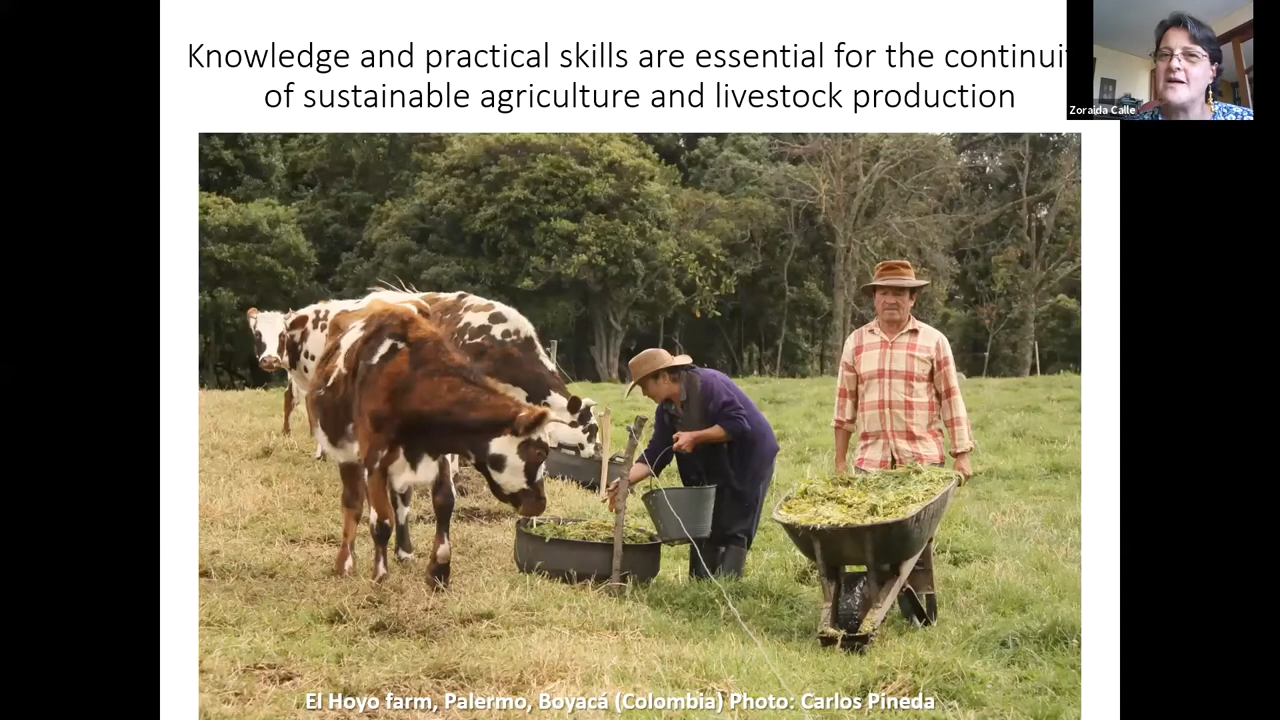 Knowledge and practical skills are essential for the continuit
of sustainable agriculture and livestock production
Zoraida Calle
El Hoyo farm, Palermo, Boyacá (Colombia) Photo: Carlos Pineda